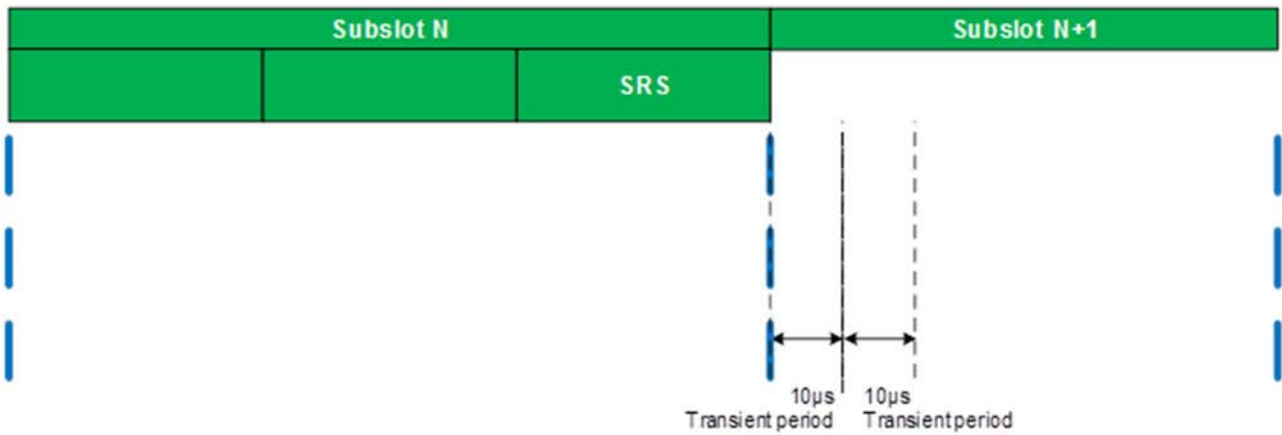 Subslot N
Subslot N+1
SRS
10µs
10µs
Transient period
Transient period